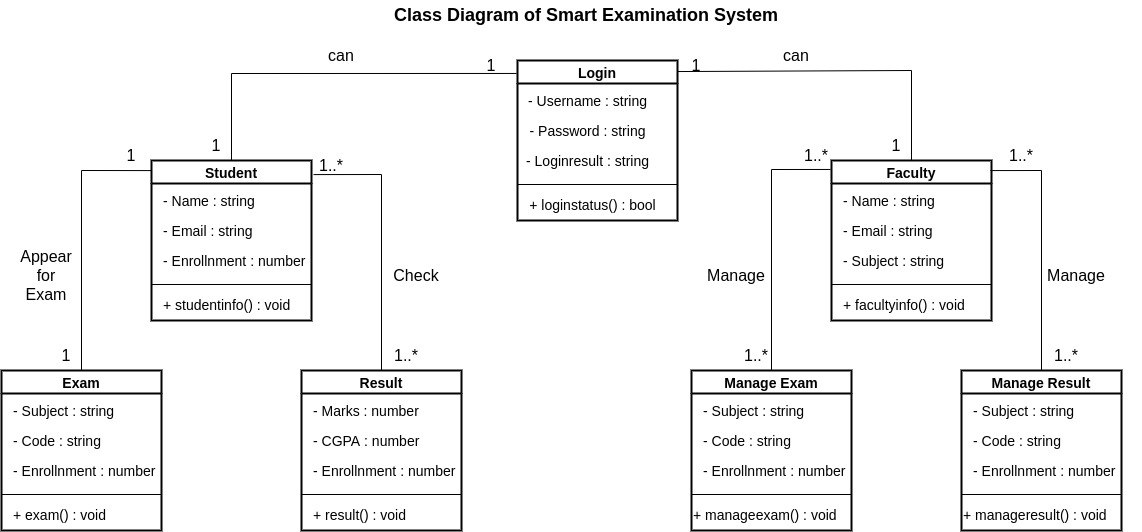 Class Diagram of Smart Examination System
can
can
1
1
Login
- Username : string
- Password : string
- Loginresult : string
+ loginstatus() : bool
1
1
1
1..*
1..*
1..*
Student
- Name : string
- Email : string
- Enrollnment : number
+ studentinfo() : void
Faculty
- Name : string
- Email : string
- Subject : string
+ facultyinfo() : void
Appear
for
Exam
Check
Manage
Manage
1
1..*
1..*
1..*
Exam
- Subject : string
- Code : string
- Enrollnment : number
+ exam() : void
Result
- Marks : number
- CGPA : number
- Enrollnment : number
+ result() : void
Manage Exam
- Subject : string
- Code : string
- Enrollnment : number
+ manageexam() : void
Manage Result
- Subject : string
- Code : string
- Enrollnment : number
+ manageresult() : void